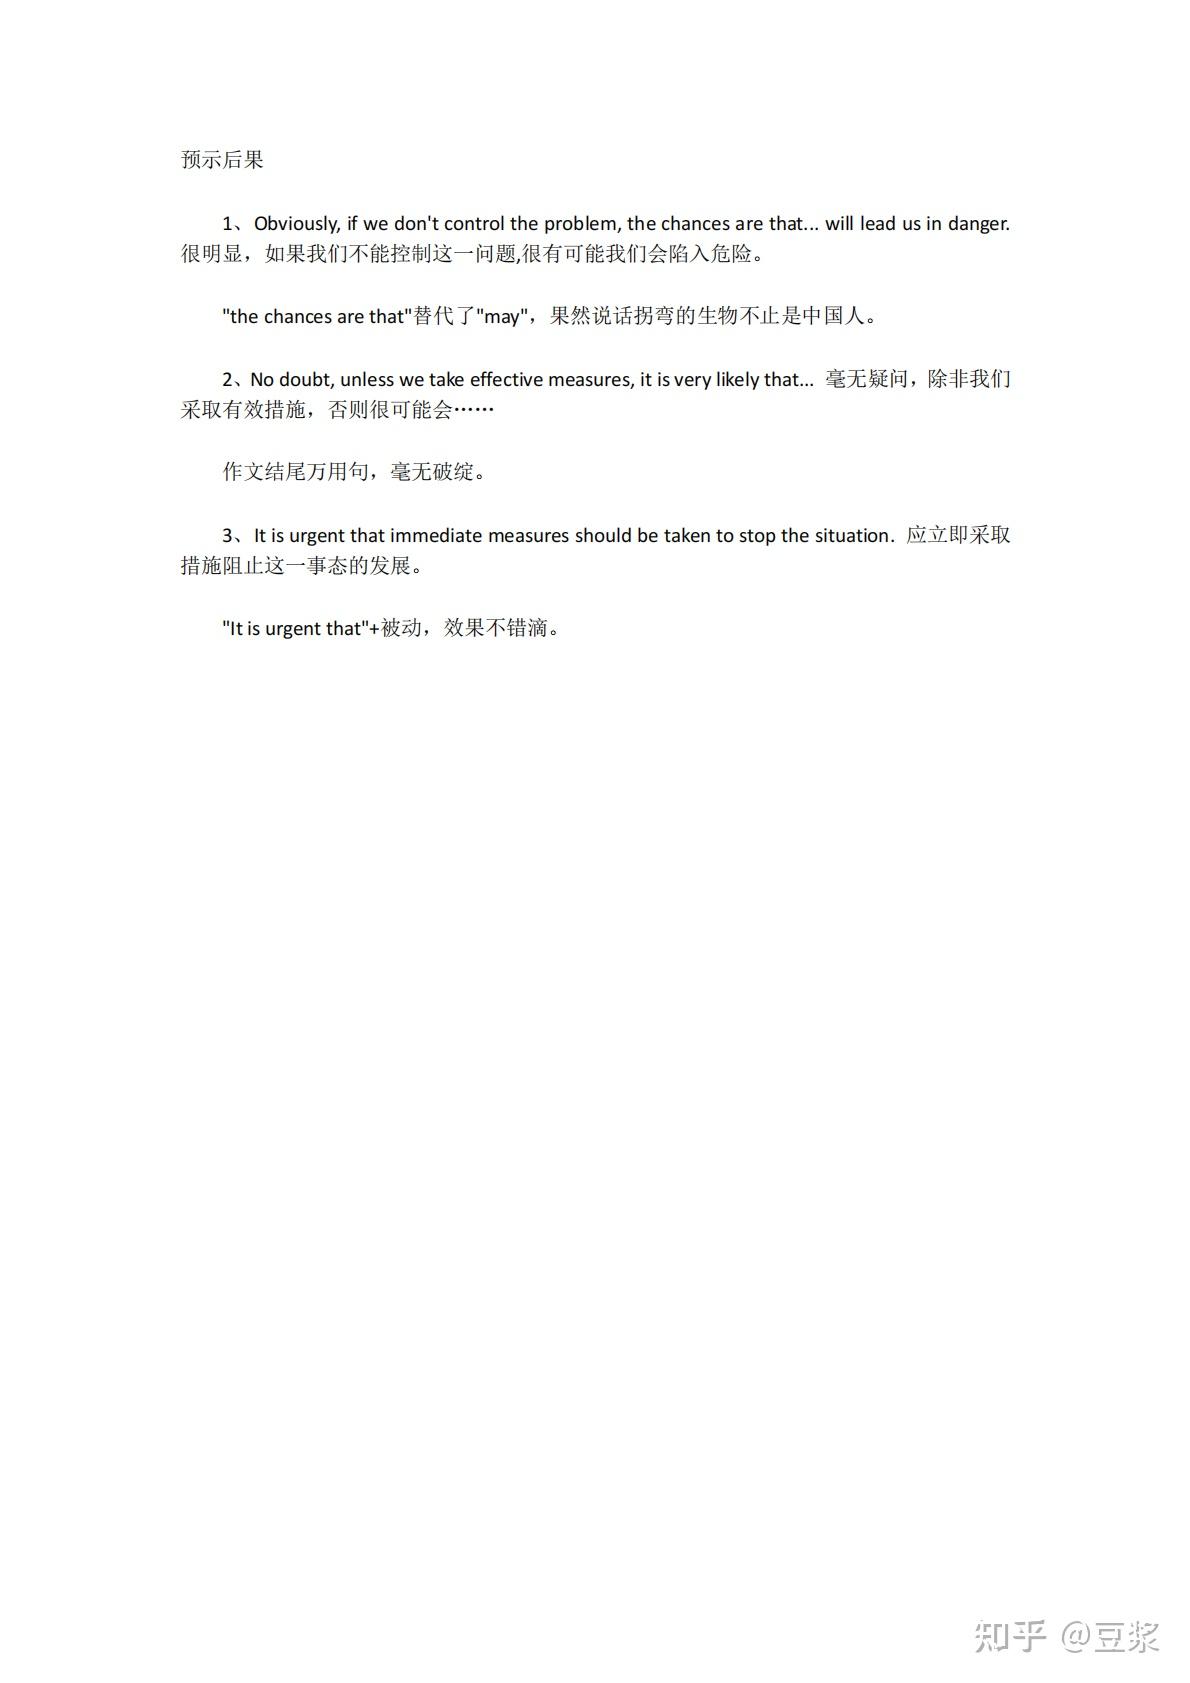 预示后果
1、Obviously, if we don't control the problem, the chances are that... will lead us in danger.
很明显，如果我们不能控制这一问题,很有可能我们会陷入危险。
"the chances are that"替代了"may"，果然说话拐弯的生物不止是中国人。
2、No doubt, unless we take effective measures, it is very likely that... 毫无疑问，除非我们
采取有效措施，否则很可能会······
作文结尾万用句，毫无破绽。
3、It is urgent that immediate measures should be taken to stop the situation. 应立即采取
措施阻止这一事态的发展。
"It is urgent that"+被动，效果不错滴。
知乎 @豆浆